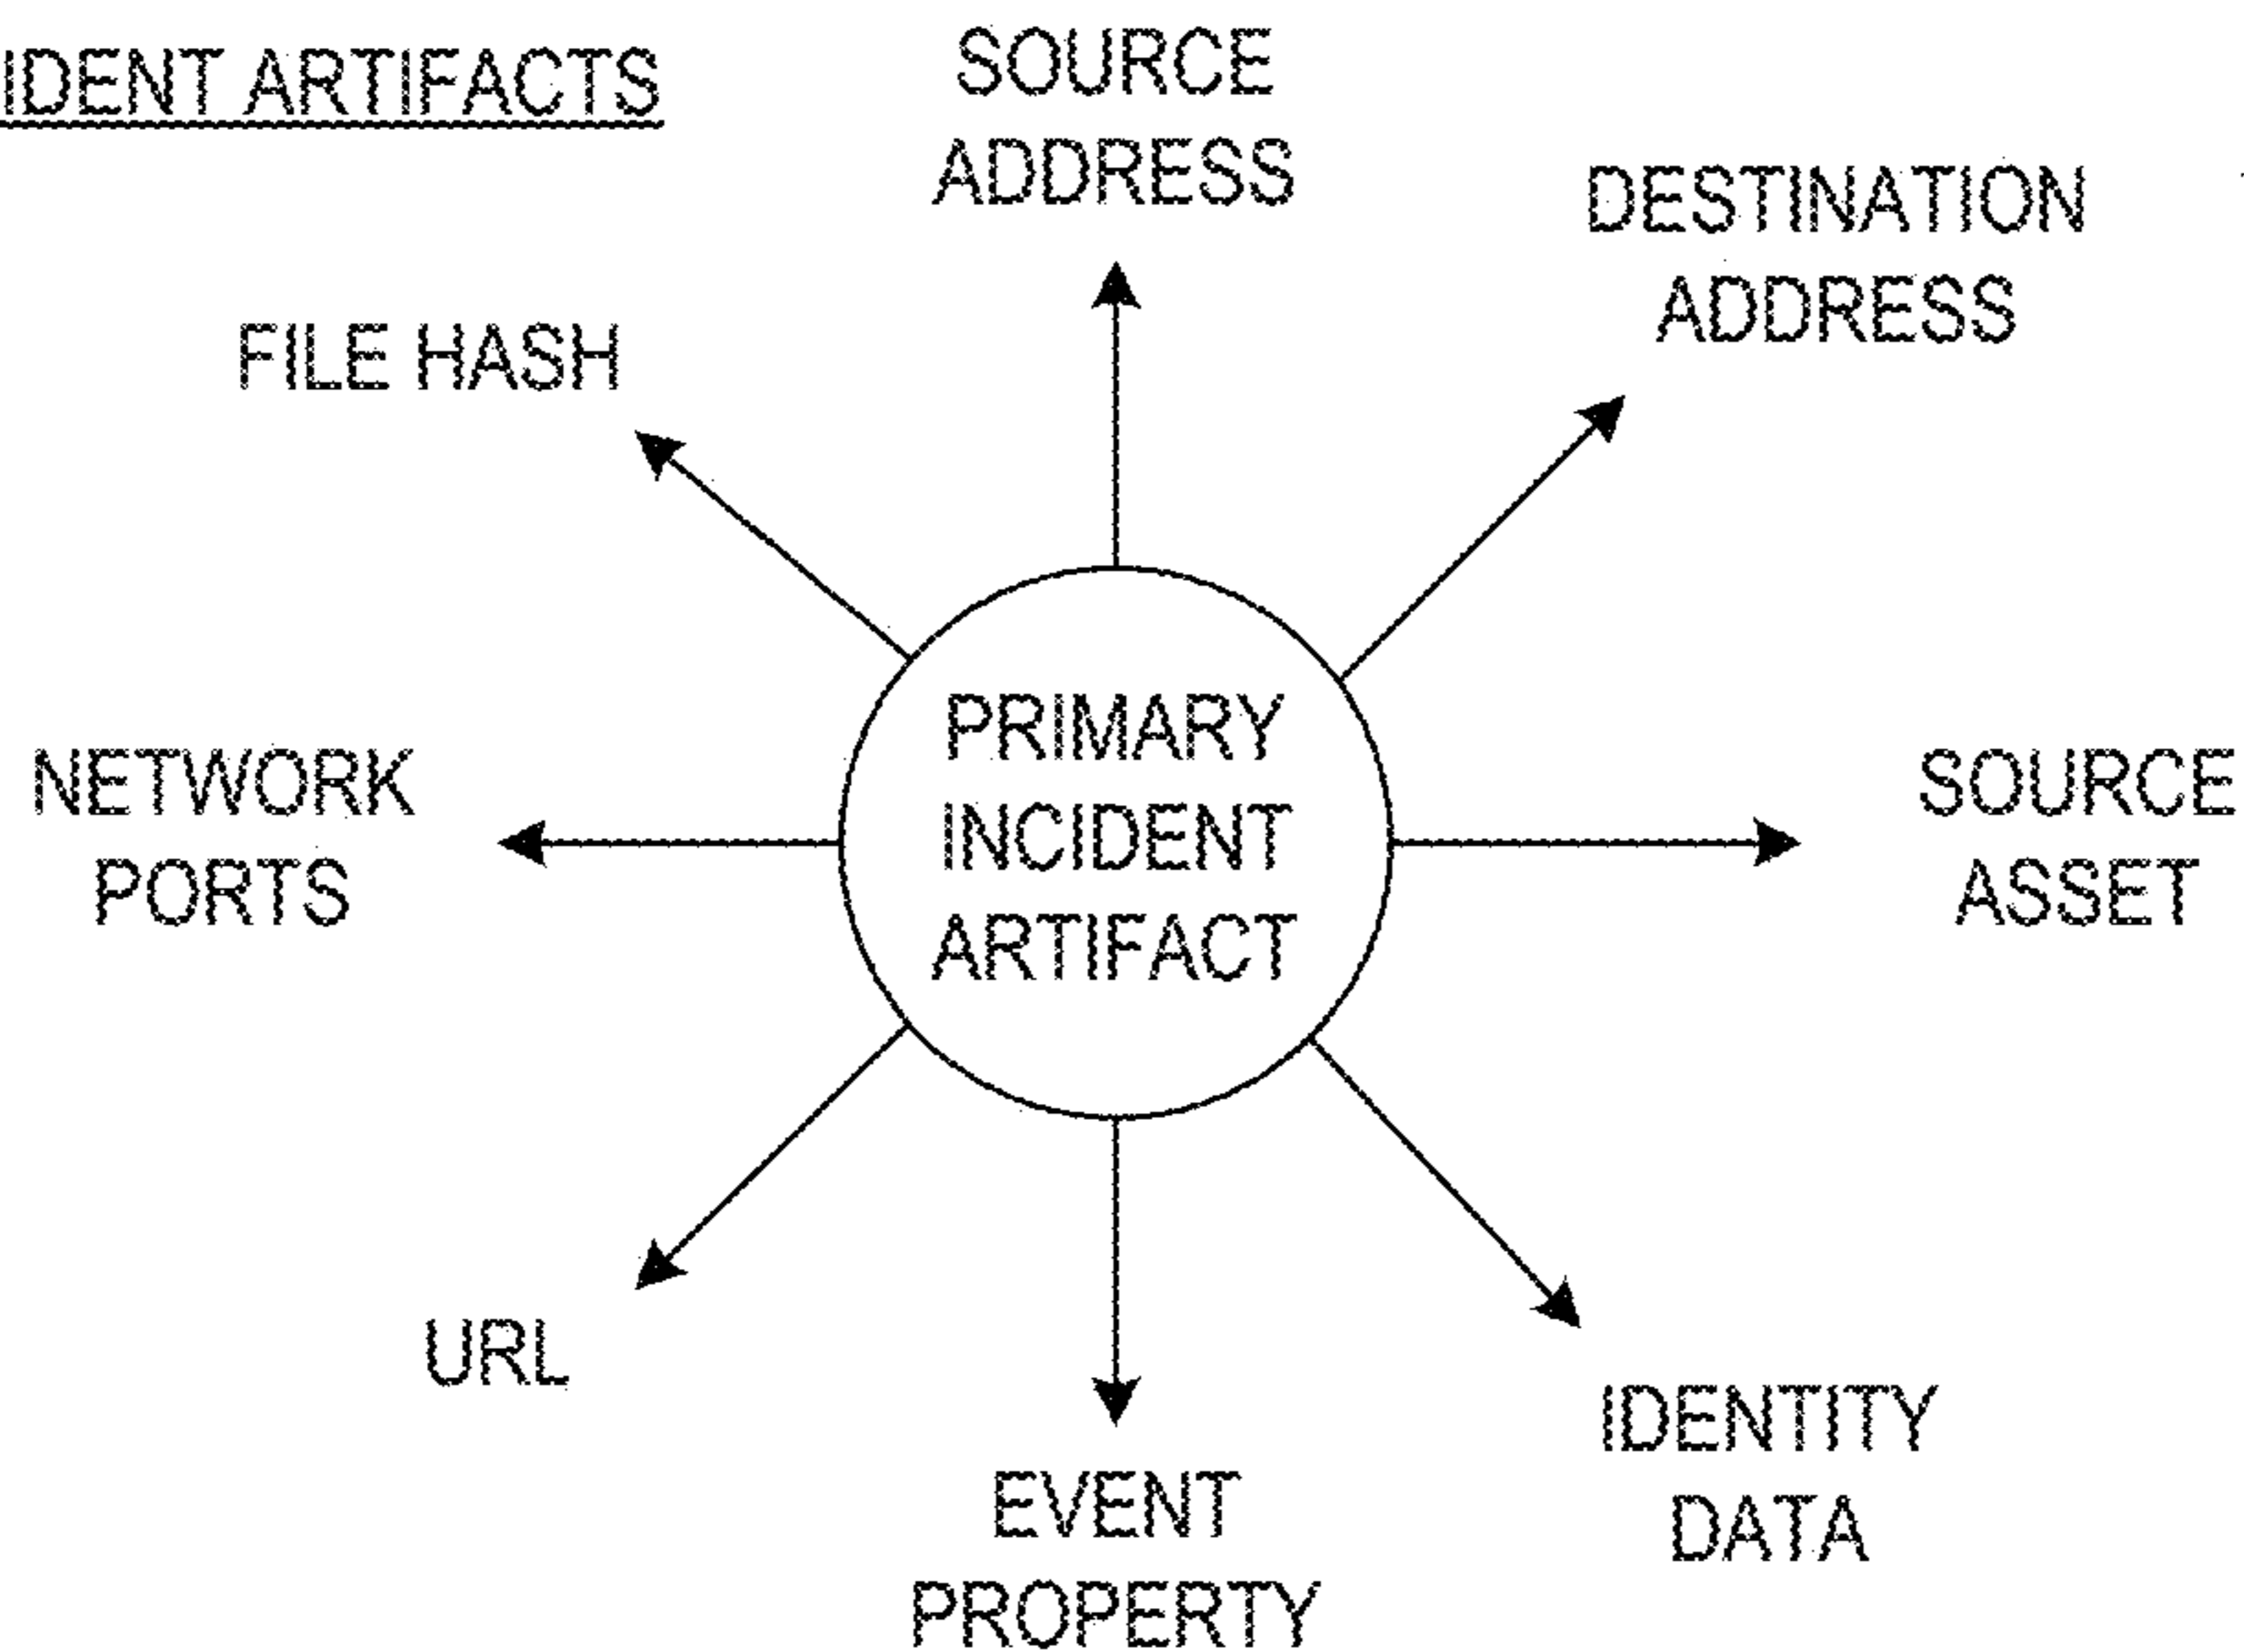 IDENT ARTIFACTS
SOURCE
ADDRESS
DESTINATION
ADDRESS
FILE HASH
PRIMARY
INCIDENT
ARTIFACT
NETWORK
PORTS
SOURCE
ASSET
URL
IDENTITY
DATA
EVENT
PROPERTY